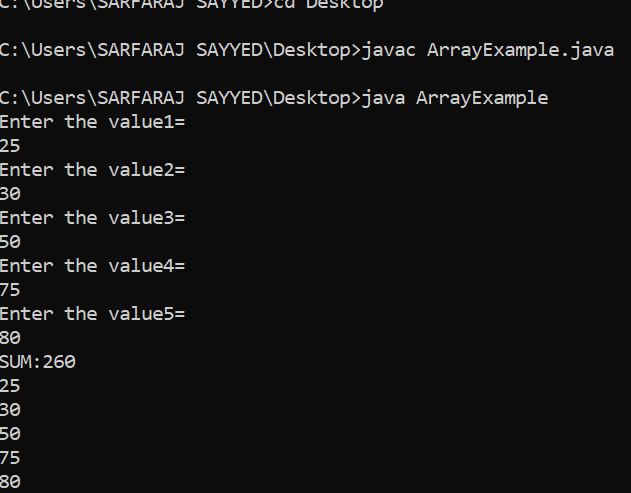 C:\Users\SARFARAJ SAYYED>cd Desktop
C:\Users\SARFARAJ SAYYED\Desktop>javac ArrayExample.java
C:\Users\SARFARAJ SAYYED\Desktop>java ArrayExample
Enter the value1=
25
Enter the value2=
30
Enter the value3=
50
Enter the value4=
75
Enter the value5=
80
SUM:260
25
30
50
75
80